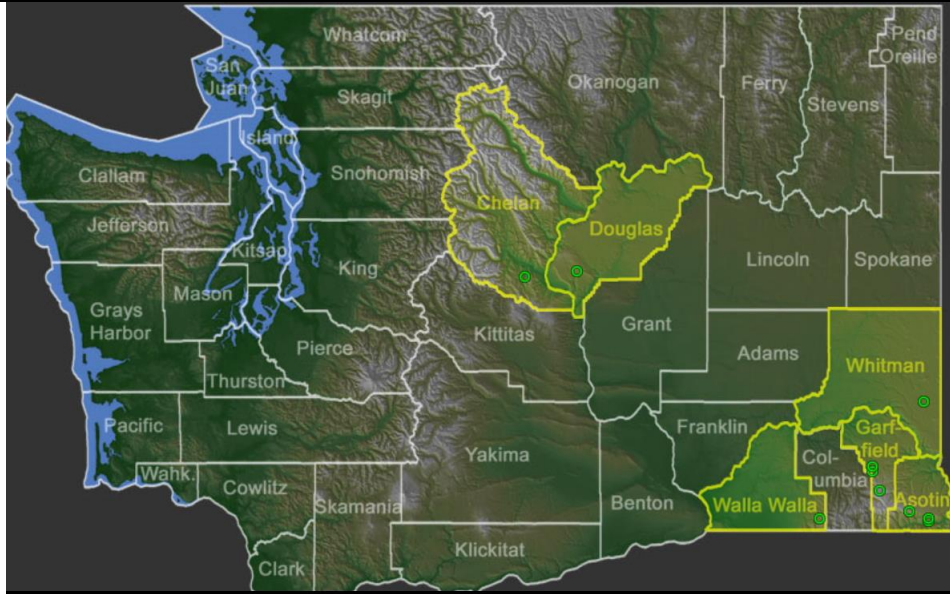 Whatcom
Pend
Oreille
San
Juan
Okanogan
Ferry
Stevens
Skagit
Island
Clallam
Snohomish
Chelan
Jefferson
Douglas
Kitsap
King
Lincoln
Spokane
Mason
Grays
Harbor
Kittitas
Grant
Pierce
Adams
Whitman
Thurston
Pacific
Lewis
Franklin
Garf-
field
Yakima
Col-
umbia
Wahk.
Cowlitz
Skamania
Benton
Walla Walla
Asotin
Klickitat
Clark